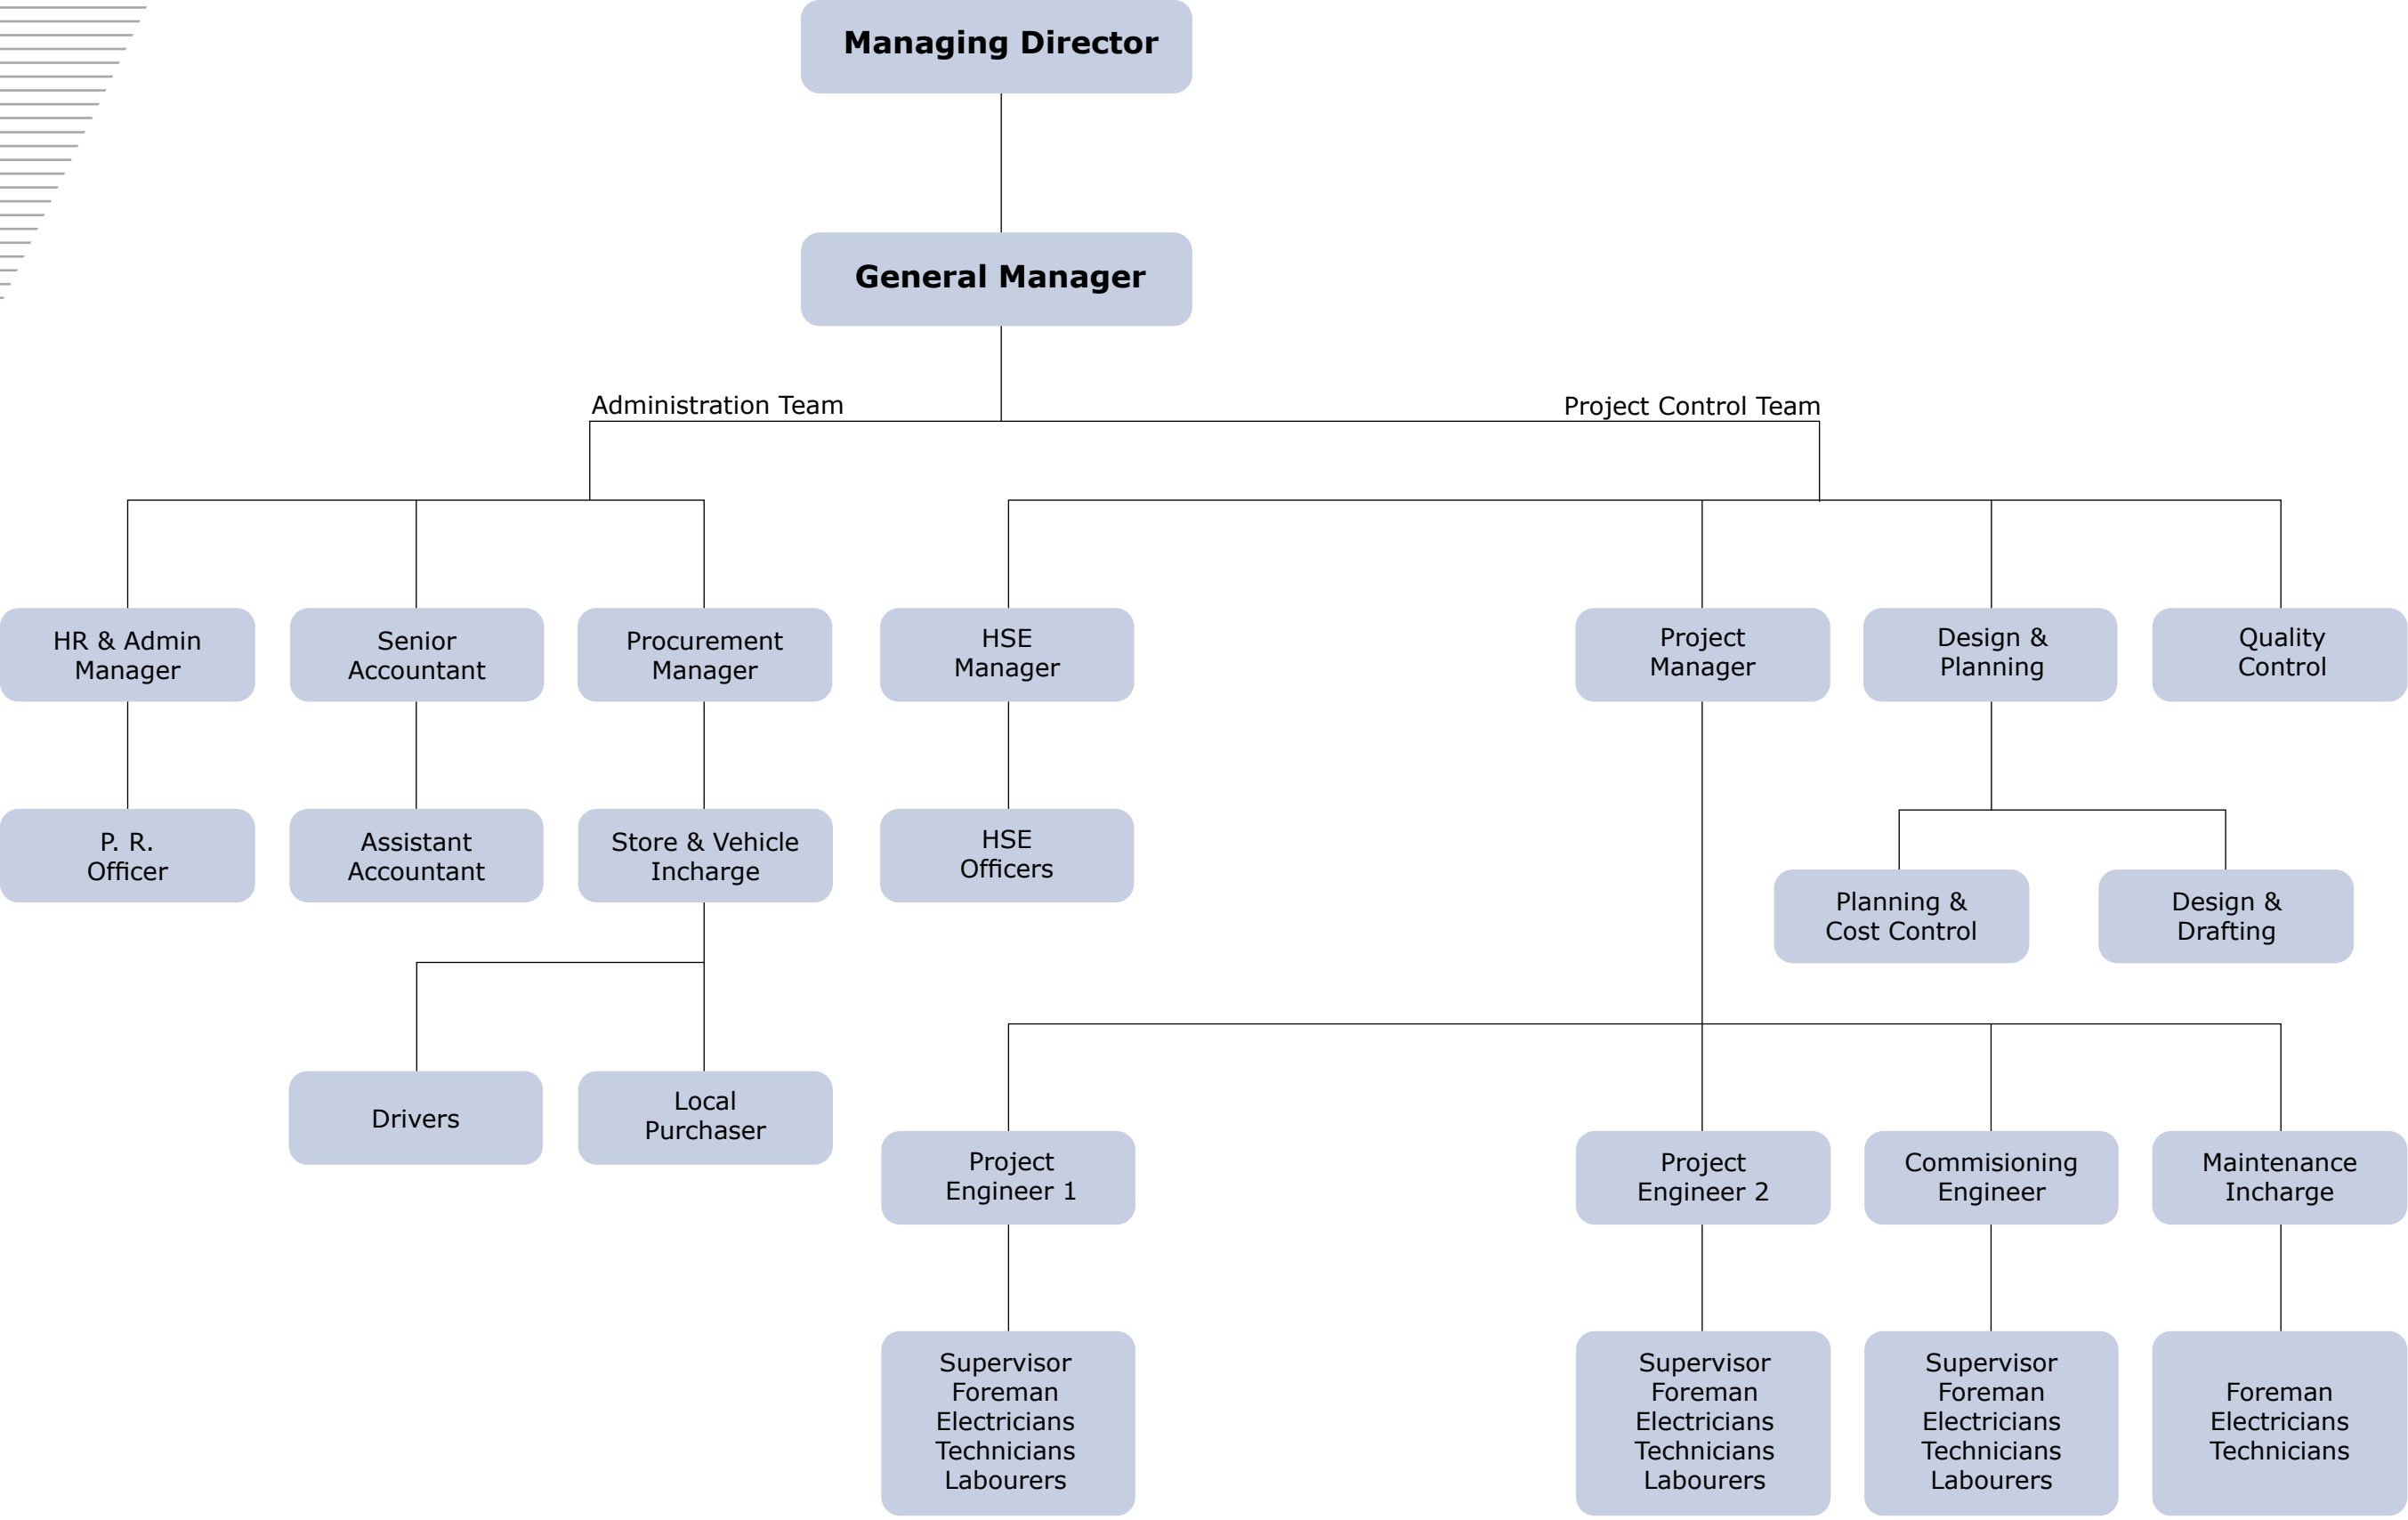 Managing Director
General Manager
Administration Team
Project Control Team
HR & Admin
Manager
Senior
Accountant
Procurement
Manager
HSE
Manager
Project
Manager
Design &
Planning
Quality
Control
P. R.
Officer
Assistant
Accountant
Store & Vehicle
Incharge
HSE
Officers
Planning &
Cost Control
Design &
Drafting
Drivers
Local
Purchaser
Project
Engineer 1
Project
Engineer 2
Commisioning
Engineer
Maintenance
Incharge
Supervisor
Foreman
Electricians
Technicians
Labourers
Supervisor
Foreman
Electricians
Technicians
Labourers
Supervisor
Foreman
Electricians
Technicians
Labourers
Foreman
Electricians
Technicians